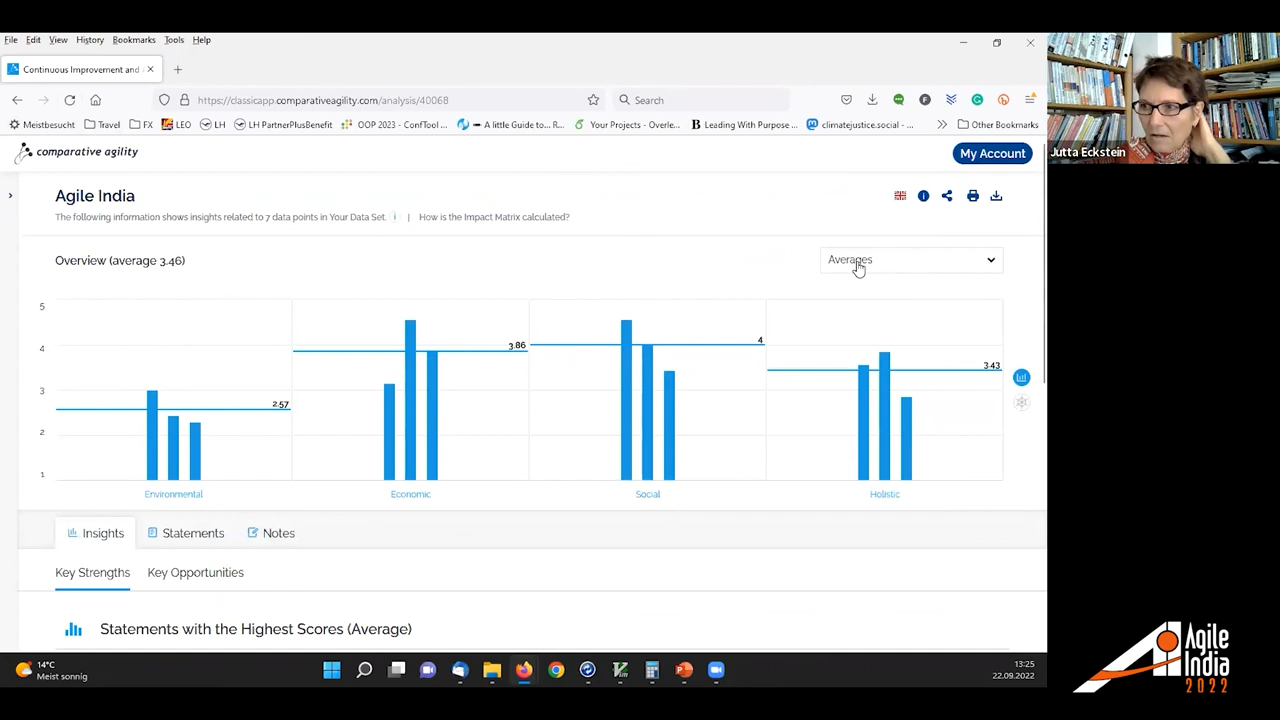 File Edit View History Bookmarks Tools Help
Continuous Improvement and
https://classicapp.comparativeagility.com/analysis/40068
Search
Meistbesucht Travel FX LEO LH LH PartnerPlusBenefit OOP 2023 - ConfTool ... A little Guide to... R... Your Projects - Overle... B Leading With Purpose ... climatejustice.social - ... Other Bookmarks
comparative agility
My Account
Jutta Eckstein
Agile India
The following information shows insights related to 7 data points in Your Data Set. i | How is the Impact Matrix calculated?
Overview (average 3.46)
Averages
5
4
3
2
1
2.57
3.86
4
3.43
Environmental Economic Social Holistic
Insights Statements Notes
Key Strengths Key Opportunities
Statements with the Highest Scores (Average)
14°C
Meist sonnig
13:25
22.09.2022
Agile
India
2022